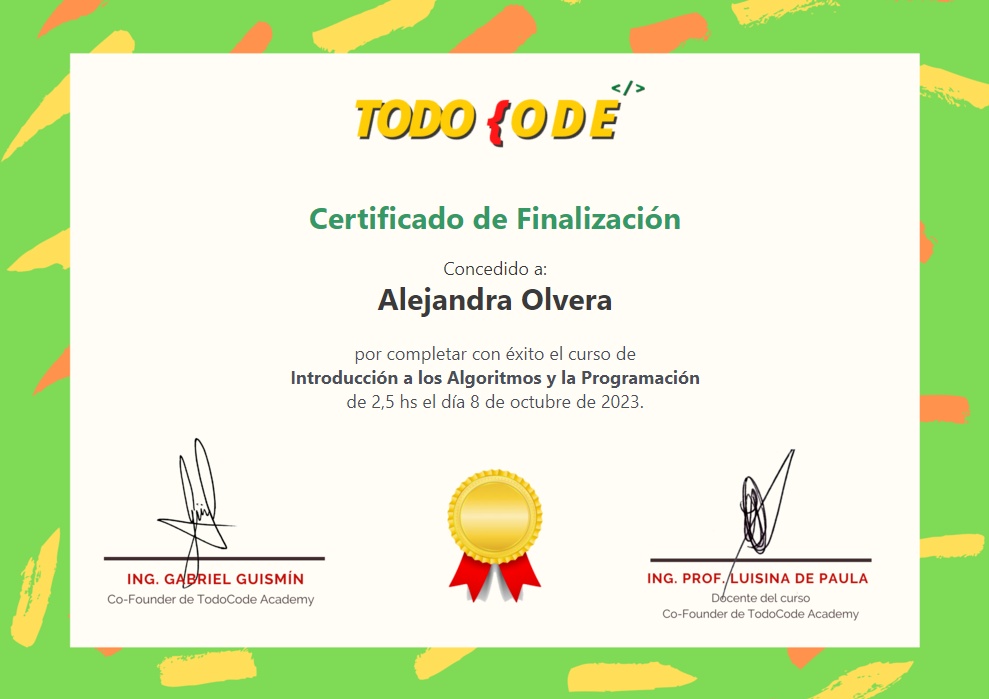 TODO {ODE </>
Certificado de Finalización
Concedido a:
Alejandra Olvera
por completar con éxito el curso de
Introducción a los Algoritmos y la Programación
de 2,5 hs el día 8 de octubre de 2023.
ING. GABRIEL GUISMÍN
Co-Founder de TodoCode Academy
ING. PROF. LUISINA DE PAULA
Docente del curso
Co-Founder de TodoCode Academy